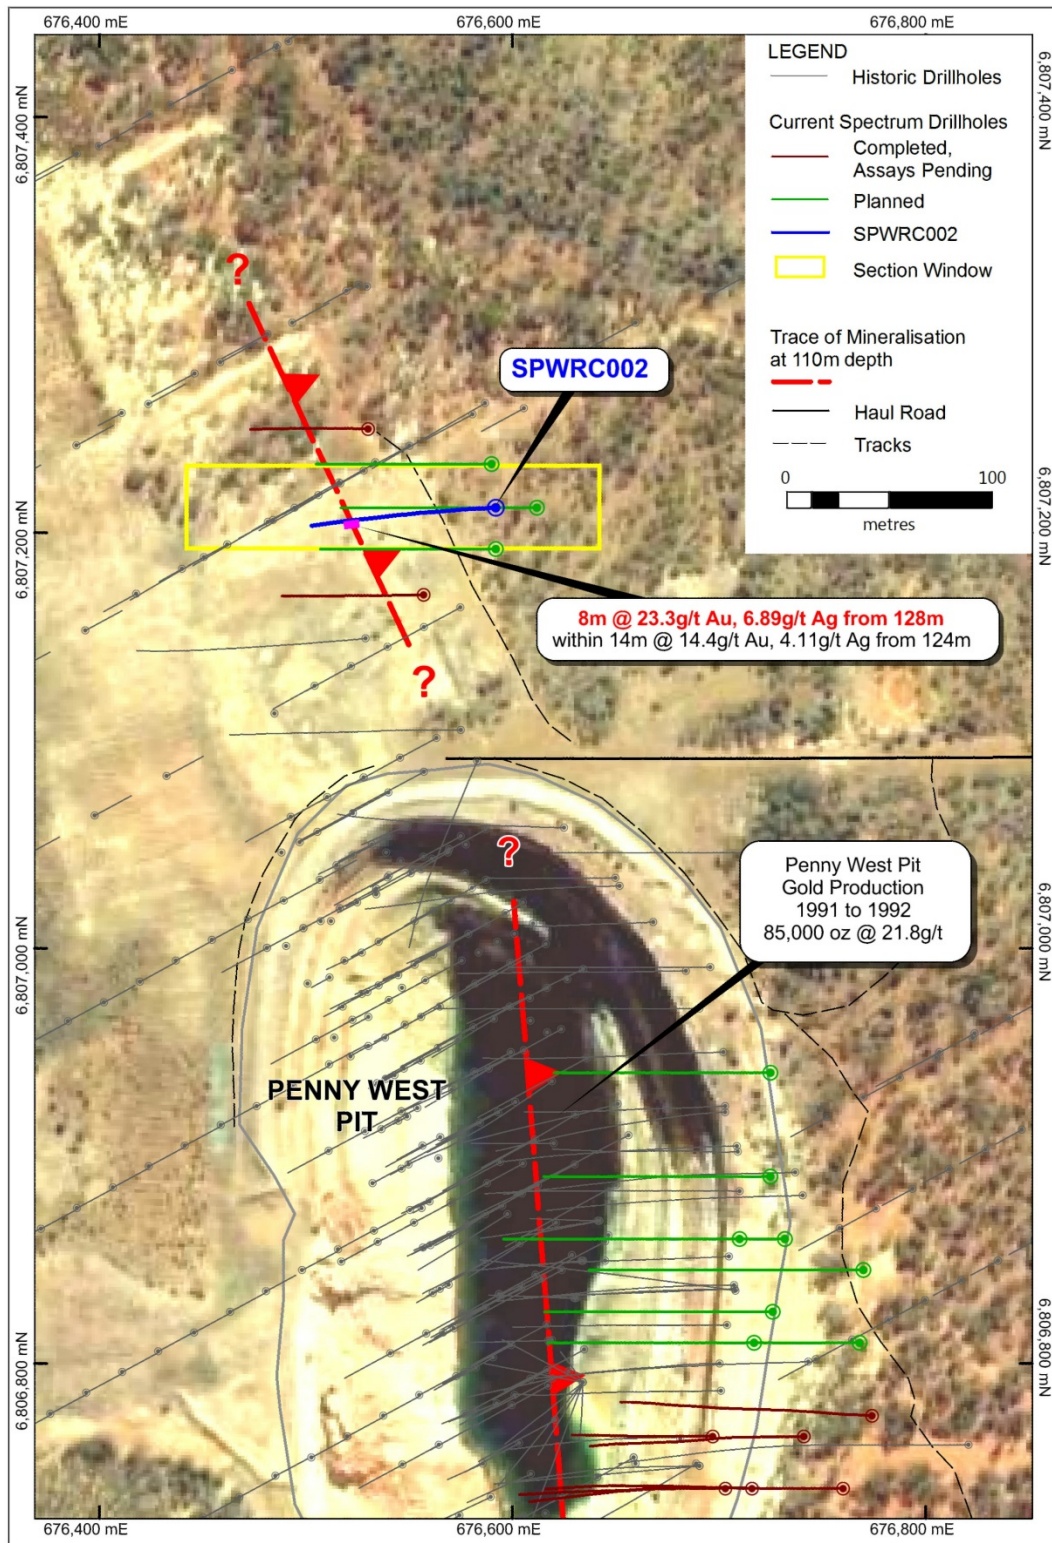 676,400 mE
676,600 mE
676,800 mE
6,807,400 mN
6,807,400 mN
LEGEND
Historic Drillholes
Current Spectrum Drillholes
Completed,
Assays Pending
Planned
SPWRC002
Section Window
Trace of Mineralisation
at 110m depth
Haul Road
Tracks
0
100
metres
?
SPWRC002
6,807,200 mN
6,807,200 mN
8m @ 23.3g/t Au, 6.89g/t Ag from 128m
within 14m @ 14.4g/t Au, 4.11g/t Ag from 124m
?
?
Penny West Pit
Gold Production
1991 to 1992
85,000 oz @ 21.8g/t
6,807,000 mN
6,807,000 mN
PENNY WEST
PIT
6,806,800 mN
6,806,800 mN
676,400 mE
676,600 mE
676,800 mE